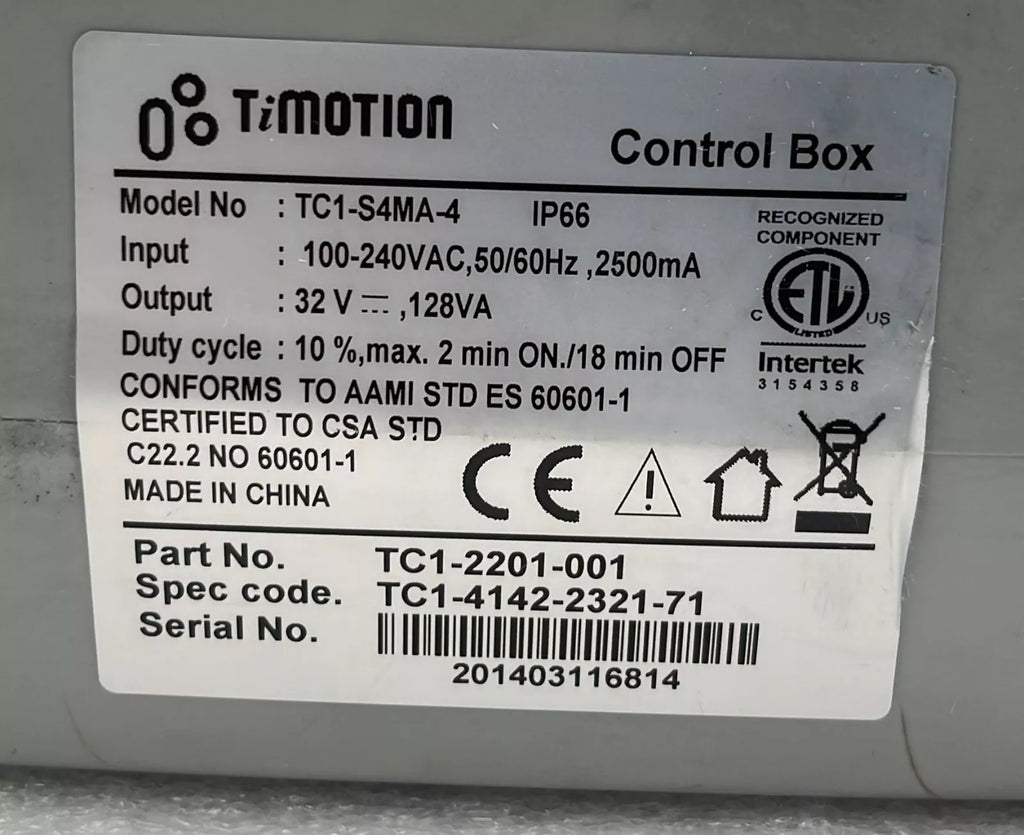 TiMOTION
Control Box
Model No : TC1-S4MA-4 IP66
Input : 100-240VAC,50/60Hz ,2500mA
Output : 32 V ⎓ ,128VA
Duty cycle : 10 %,max. 2 min ON./18 min OFF
CONFORMS TO AAMI STD ES 60601-1
CERTIFIED TO CSA STD
C22.2 NO 60601-1
MADE IN CHINA
RECOGNIZED
COMPONENT
ETL
LISTED
C US
Intertek
3154358
CE
!
Part No. TC1-2201-001
Spec code. TC1-4142-2321-71
Serial No.
201403116814